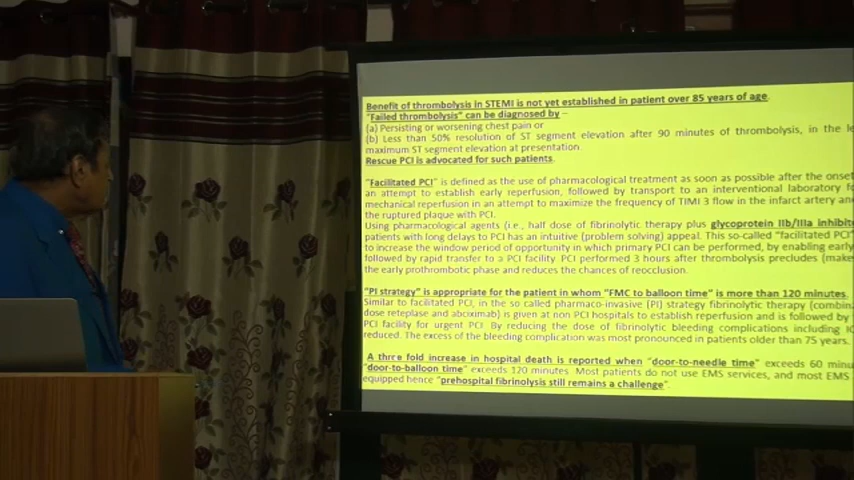 Benefit of thrombolysis in STEMI is not yet established in patient over 85 years of age.
"Failed thrombolysis" can be diagnosed by –
(a) Persisting or worsening chest pain or
(b) Less than 50% resolution of ST segment elevation after 90 minutes of thrombolysis, in the le
maximum ST segment elevation at presentation.
Rescue PCI is advocated for such patients.
"Facilitated PCI" is defined as the use of pharmacological treatment as soon as possible after the onset
an attempt to establish early reperfusion, followed by transport to an interventional laboratory fo
mechanical reperfusion in an attempt to maximize the frequency of TIMI 3 flow in the infarct artery and
the ruptured plaque with PCI.
Using pharmacological agents (i.e., half dose of fibrinolytic therapy plus glycoprotein IIb/IIIa inhibit
patients with long delays to PCI has an intuitive (problem solving) appeal. This so-called "facilitated PCI"
to increase the window period of opportunity in which primary PCI can be performed, by enabling early
followed by rapid transfer to a PCI facility. PCI performed 3 hours after thrombolysis precludes (make
the early prothrombotic phase and reduces the chances of reocclusion.
"PI strategy" is appropriate for the patient in whom "FMC to balloon time" is more than 120 minutes.
Similar to facilitated PCI, in the so called pharmaco-invasive (PI) strategy fibrinolytic therapy (combin
dose reteplase and abciximab) is given at non PCI hospitals to establish reperfusion and is followed by
PCI facility for urgent PCI. By reducing the dose of fibrinolytic bleeding complications including IC
reduced. The excess of the bleeding complication was most pronounced in patients older than 75 years.
A three fold increase in hospital death is reported when "door-to-needle time" exceeds 60 minu
"door-to-balloon time" exceeds 120 minutes. Most patients do not use EMS services, and most EMS
equipped hence "prehospital fibrinolysis still remains a challenge".